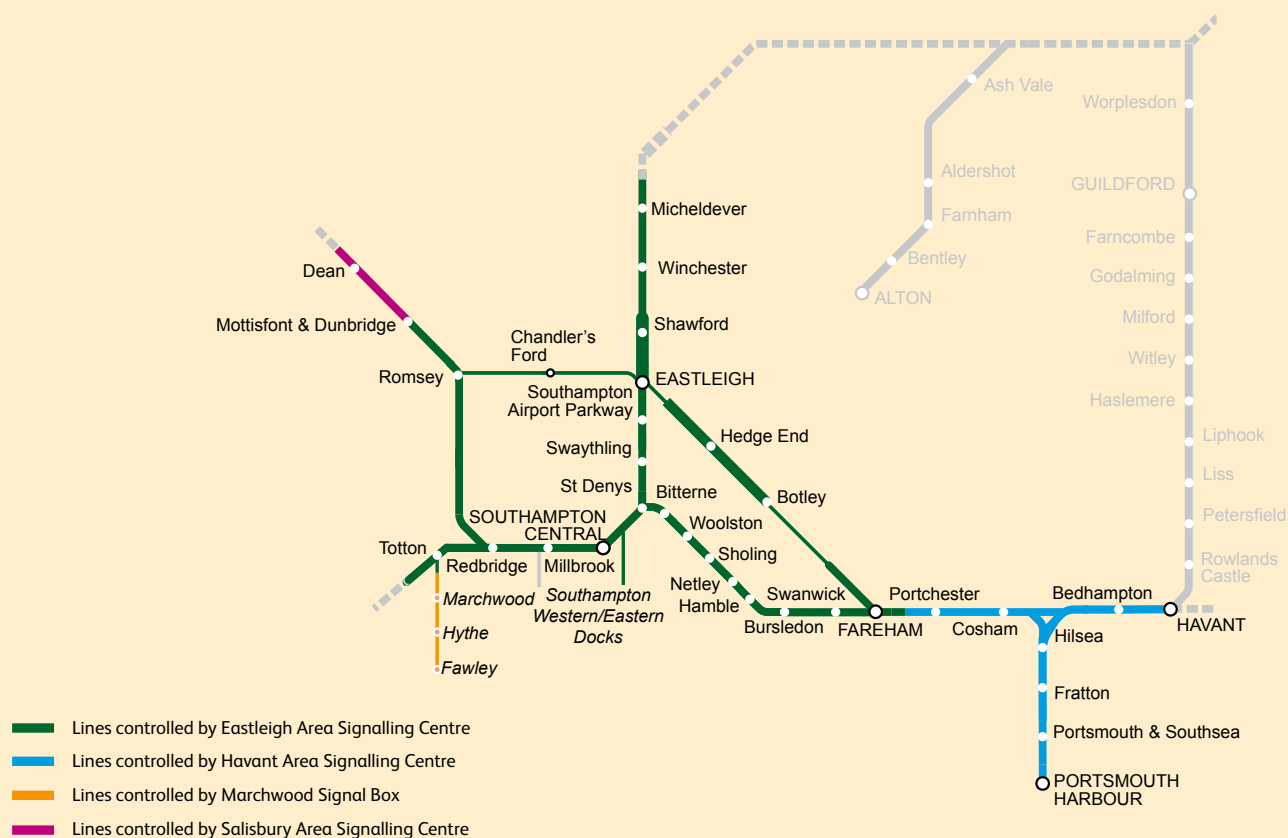 Ash Vale
Worplesdon
Aldershot
GUILDFORD
Micheldever
Farnham
Farncombe
Dean
Winchester
Bentley
Godalming
ALTON
Mottisfont & Dunbridge
Shawford
Milford
Chandler's
Ford
Witley
Romsey
EASTLEIGH
Southampton
Airport Parkway
Haslemere
Hedge End
Liphook
Swaythling
Liss
St Denys
Bitterne
Botley
SOUTHAMPTON
CENTRAL
Woolston
Petersfield
Totton
Redbridge
Millbrook
Sholing
Rowlands
Castle
Netley
Hamble
Swanwick
Portchester
Bedhampton
Marchwood
Southampton
Western/Eastern
Docks
Bursledon
FAREHAM
Cosham
Hilsea
HAVANT
Hythe
Fawley
Fratton
Portsmouth & Southsea
PORTSMOUTH
HARBOUR
Lines controlled by Eastleigh Area Signalling Centre
Lines controlled by Havant Area Signalling Centre
Lines controlled by Marchwood Signal Box
Lines controlled by Salisbury Area Signalling Centre